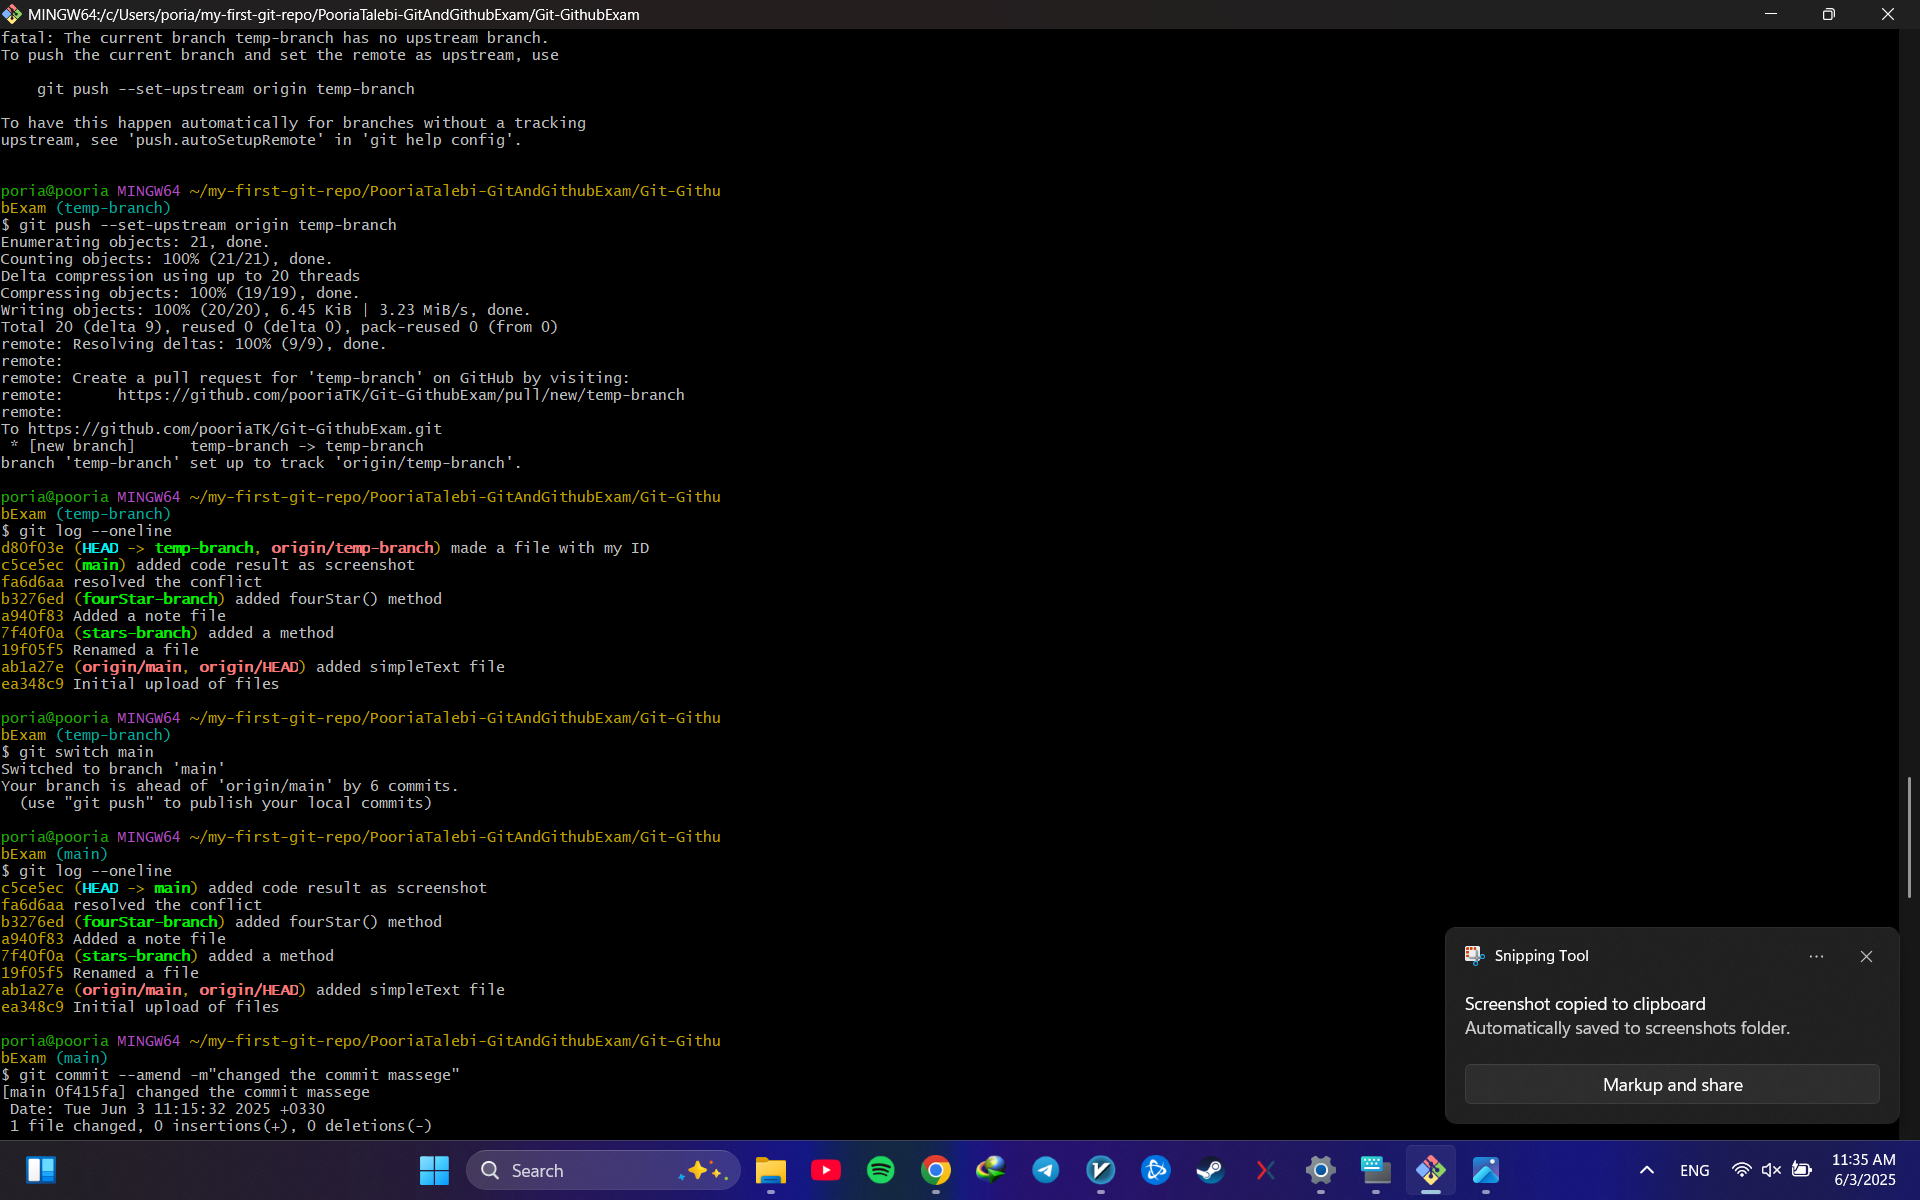 MINGW64:/c/Users/poria/my-first-git-repo/PooriaTalebi-GitAndGithubExam/Git-GithubExam
fatal: The current branch temp-branch has no upstream branch.
To push the current branch and set the remote as upstream, use
    git push --set-upstream origin temp-branch
To have this happen automatically for branches without a tracking
upstream, see 'push.autoSetupRemote' in 'git help config'.
poria@pooria MINGW64 ~/my-first-git-repo/PooriaTalebi-GitAndGithubExam/Git-Githu
bExam (temp-branch)
$ git push --set-upstream origin temp-branch
Enumerating objects: 21, done.
Counting objects: 100% (21/21), done.
Delta compression using up to 20 threads
Compressing objects: 100% (19/19), done.
Writing objects: 100% (20/20), 6.45 KiB | 3.23 MiB/s, done.
Total 20 (delta 9), reused 0 (delta 0), pack-reused 0 (from 0)
remote: Resolving deltas: 100% (9/9), done.
remote:
remote: Create a pull request for 'temp-branch' on GitHub by visiting:
remote:      https://github.com/pooriaTK/Git-GithubExam/pull/new/temp-branch
remote:
To https://github.com/pooriaTK/Git-GithubExam.git
 * [new branch]      temp-branch -> temp-branch
branch 'temp-branch' set up to track 'origin/temp-branch'.
poria@pooria MINGW64 ~/my-first-git-repo/PooriaTalebi-GitAndGithubExam/Git-Githu
bExam (temp-branch)
$ git log --oneline
d80f03e (HEAD -> temp-branch, origin/temp-branch) made a file with my ID
c5ce5ec (main) added code result as screenshot
fa6d6aa resolved the conflict
b3276ed (fourStar-branch) added fourStar() method
a940f83 Added a note file
7f40f0a (stars-branch) added a method
19f05f5 Renamed a file
ab1a27e (origin/main, origin/HEAD) added simpleText file
ea348c9 Initial upload of files
poria@pooria MINGW64 ~/my-first-git-repo/PooriaTalebi-GitAndGithubExam/Git-Githu
bExam (temp-branch)
$ git switch main
Switched to branch 'main'
Your branch is ahead of 'origin/main' by 6 commits.
  (use "git push" to publish your local commits)
poria@pooria MINGW64 ~/my-first-git-repo/PooriaTalebi-GitAndGithubExam/Git-Githu
bExam (main)
$ git log --oneline
c5ce5ec (HEAD -> main) added code result as screenshot
fa6d6aa resolved the conflict
b3276ed (fourStar-branch) added fourStar() method
a940f83 Added a note file
7f40f0a (stars-branch) added a method
19f05f5 Renamed a file
ab1a27e (origin/main, origin/HEAD) added simpleText file
ea348c9 Initial upload of files
poria@pooria MINGW64 ~/my-first-git-repo/PooriaTalebi-GitAndGithubExam/Git-Githu
bExam (main)
$ git commit --amend -m"changed the commit massege"
[main 0f415fa] changed the commit massege
 Date: Tue Jun 3 11:15:32 2025 +0330
 1 file changed, 0 insertions(+), 0 deletions(-)
Snipping Tool
Screenshot copied to clipboard
Automatically saved to screenshots folder.
Markup and share
Search
ENG
11:35 AM
6/3/2025